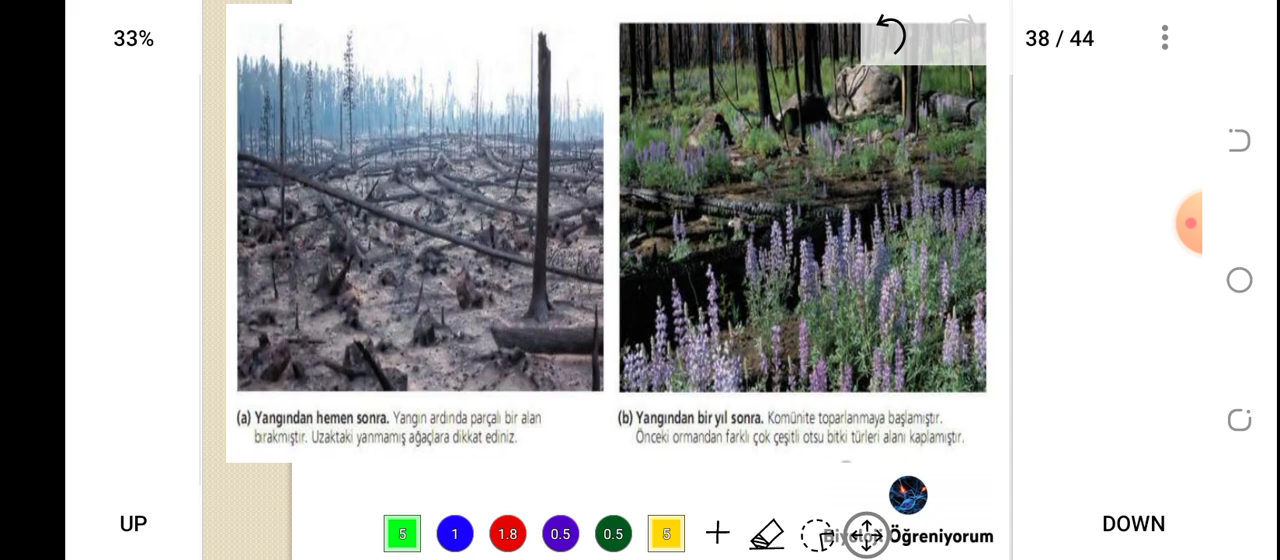 33%
38 / 44
(a) Yangından hemen sonra. Yangın ardında parçalı bir alan
bırakmıştır. Uzaktaki yanmamış ağaçlara dikkat ediniz.
(b) Yangından bir yıl sonra. Komünite toparlanmaya başlamıştır.
Önceki ormandan farklı çok çeşitli otsu bitki türleri alanı kaplamıştır.
UP
5
1
1.8
0.5
0.5
5
Öğreniyorum
DOWN